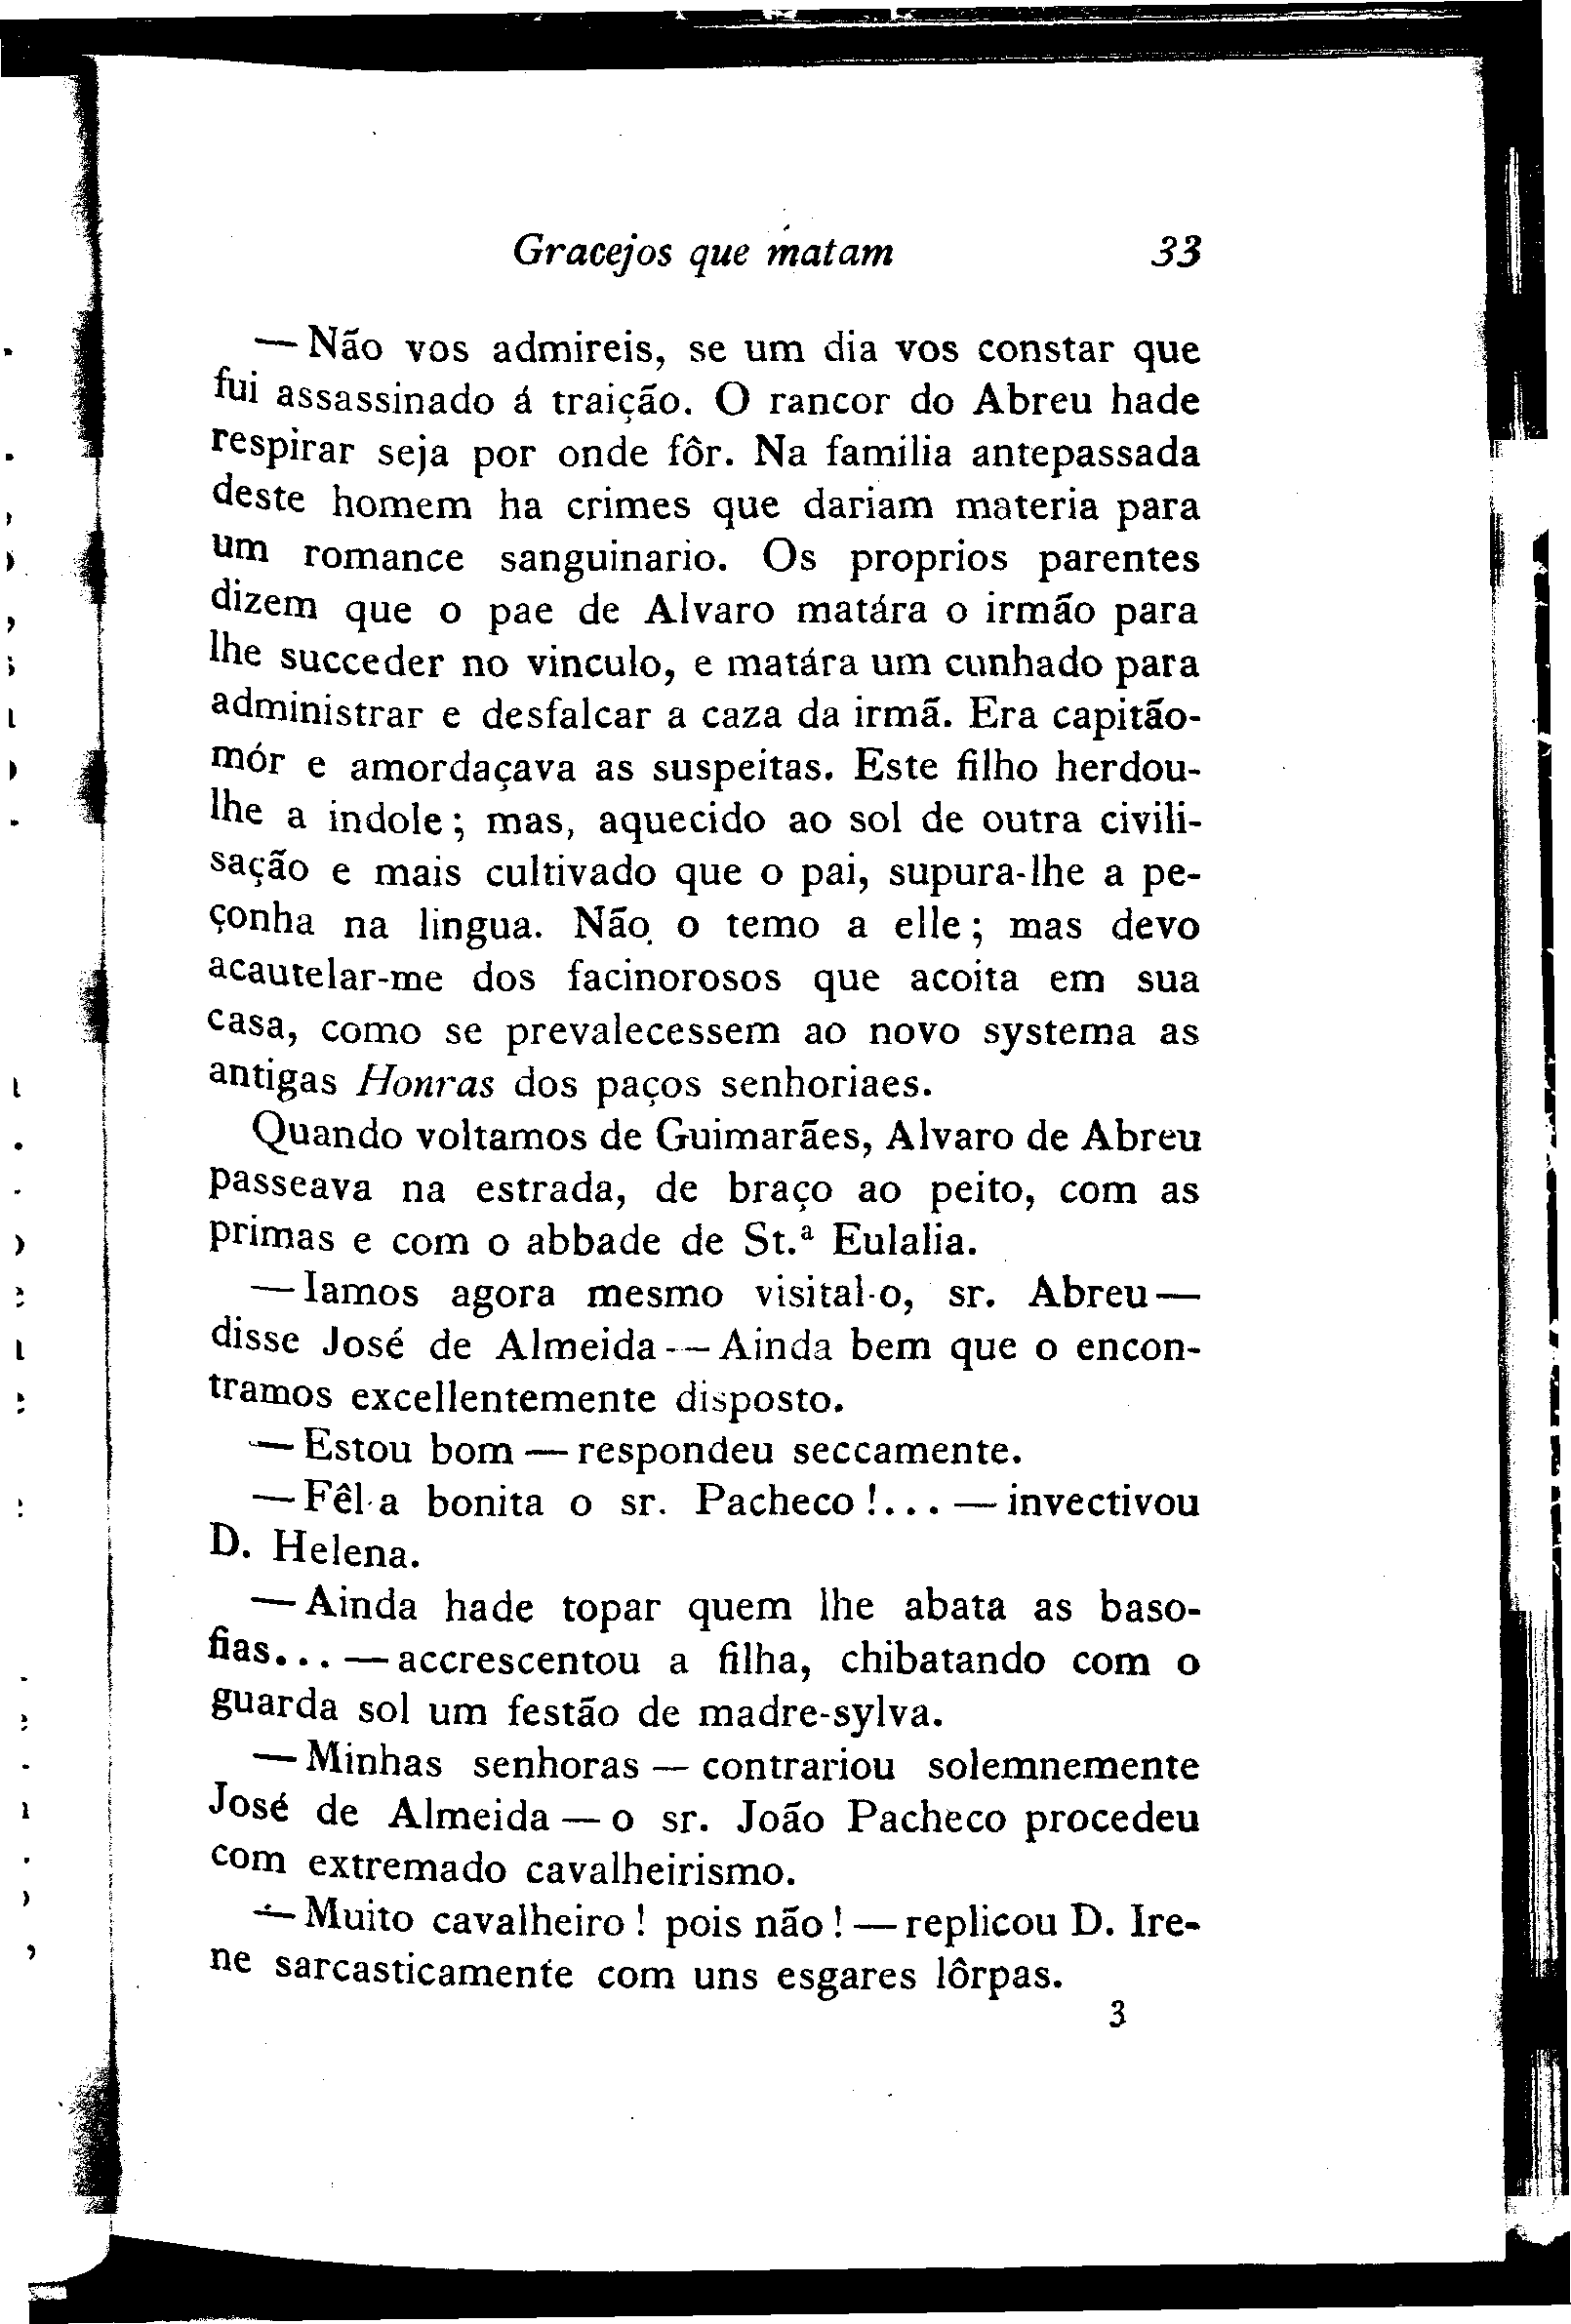 Gracejos que matam 33
— Não vos admireis, se um dia vos constar que
fui assassinado á traição. O rancor do Abreu hade
respirar seja por onde fôr. Na familia antepassada
deste homem ha crimes que dariam materia para
um romance sanguinario. Os proprios parentes
dizem que o pae de Alvaro matára o irmão para
lhe succeder no vinculo, e matára um cunhado para
administrar e desfalcar a caza da irmã. Era capitão-
mór e amordaçava as suspeitas. Este filho herdou-
lhe a indole; mas, aquecido ao sol de outra civili-
sação e mais cultivado que o pai, supura-lhe a pe-
çonha na lingua. Não o temo a elle; mas devo
acautelar-me dos facinorosos que acoita em sua
casa, como se prevalecessem ao novo systema as
antigas Honras dos paços senhoriaes.
Quando voltamos de Guimarães, Alvaro de Abreu
passeava na estrada, de braço ao peito, com as
primas e com o abbade de St.ª Eulalia.
— Iamos agora mesmo visital-o, sr. Abreu —
disse José de Almeida — Ainda bem que o encon-
tramos excellentemente disposto.
— Estou bom — respondeu seccamente.
— Fêl-a bonita o sr. Pacheco!... — invectivou
D. Helena.
— Ainda hade topar quem lhe abata as baso-
fias... — accrescentou a filha, chibatando com o
guarda sol um festão de madre-sylva.
— Minhas senhoras — contrariou solemnemente
José de Almeida — o sr. João Pacheco procedeu
com extremado cavalheirismo.
— Muito cavalheiro! pois não! — replicou D. Ire-
ne sarcasticamente com uns esgares lôrpas.
3